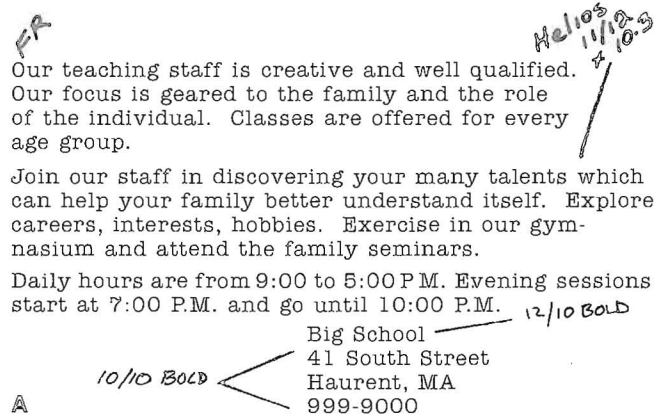 FR
Helios
11/12
x 10.3
Our teaching staff is creative and well qualified.
Our focus is geared to the family and the role
of the individual. Classes are offered for every
age group.
Join our staff in discovering your many talents which
can help your family better understand itself. Explore
careers, interests, hobbies. Exercise in our gym-
nasium and attend the family seminars.
Daily hours are from 9:00 to 5:00 PM. Evening sessions
start at 7:00 P.M. and go until 10:00 P.M.
12/10 BOLD
Big School
41 South Street
10/10 BOLD
Haurent, MA
999-9000
A